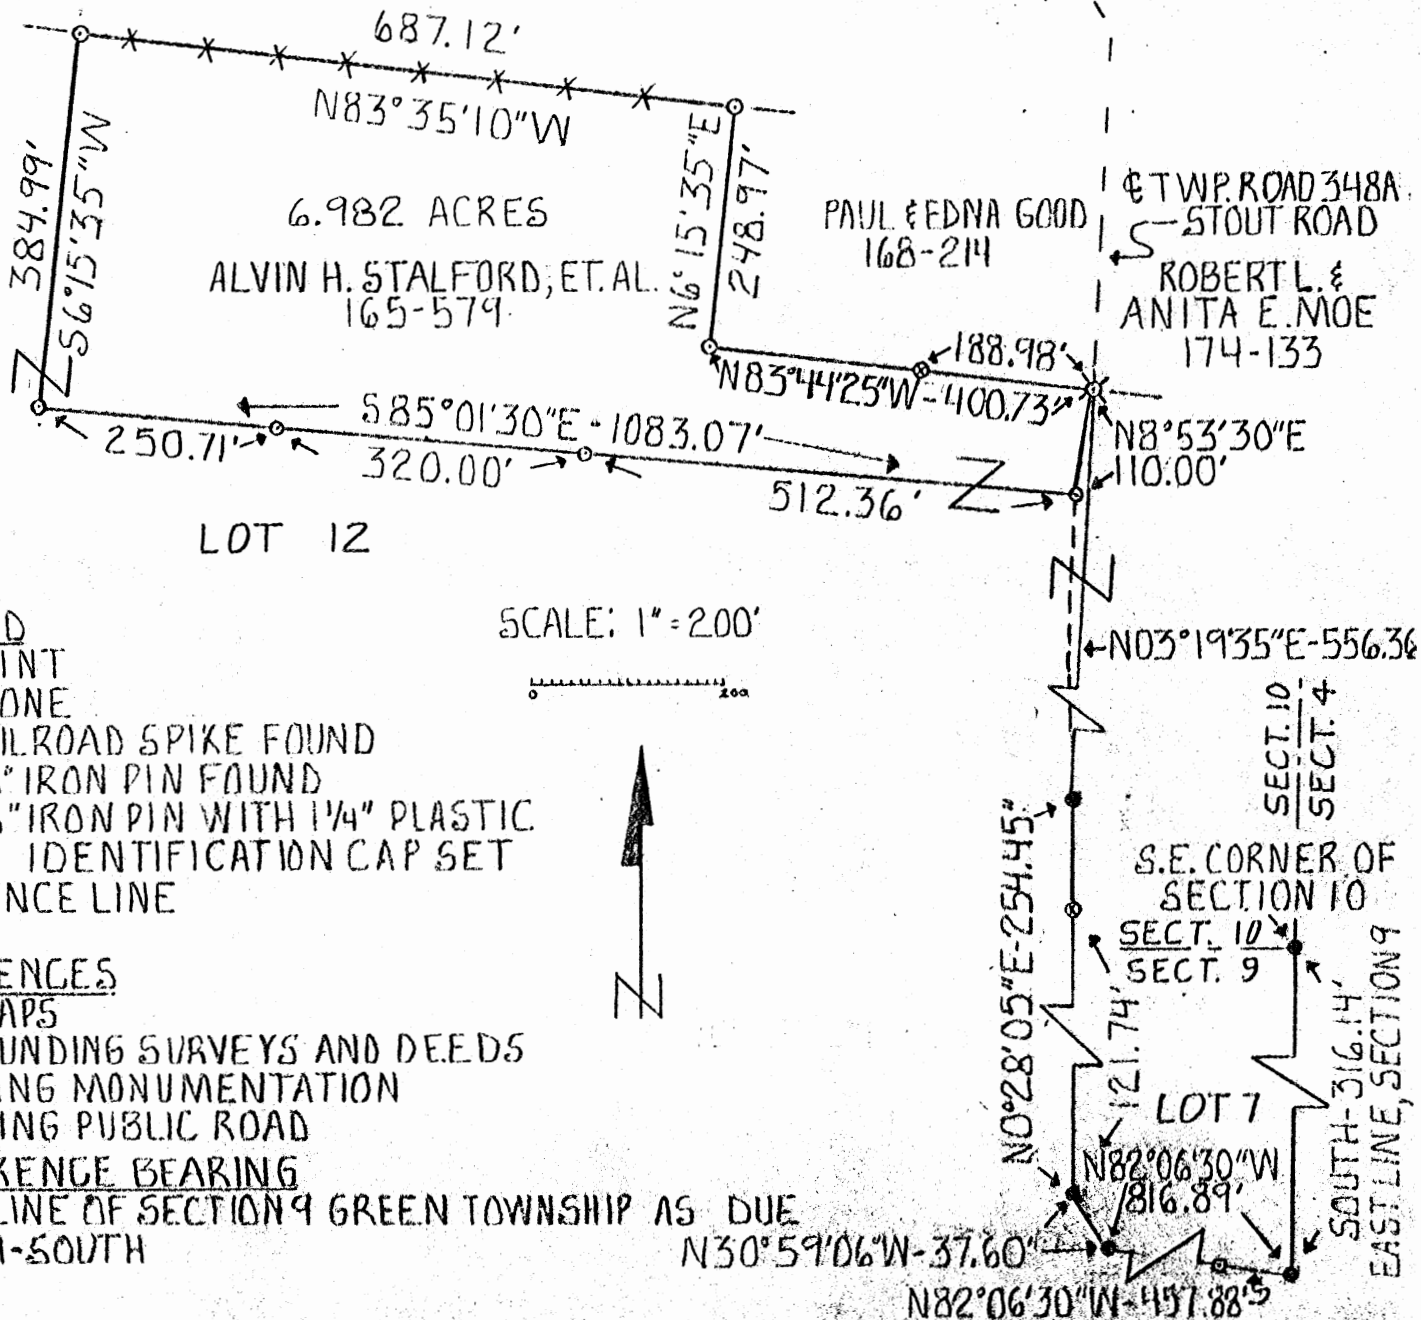 687.12'
N83°35'10"W
384.99'
S6°15'35"W
6.982 ACRES
ALVIN H. STALFORD, ET. AL.
165-579
N6°15'35"E
248.97'
PAUL & EDNA GOOD
168-214
℄ TWP. ROAD 348A
STOUT ROAD
ROBERT L. &
ANITA E. MOE
174-133
188.98'
N83°44'25"W-400.73'
S85°01'30"E-1083.07'
250.71'
320.00'
512.36'
N8°53'30"E
110.00'
LOT 12
SCALE: 1"=200'
0 200
N03°19'35"E-556.36
D
INT
ONE
ILROAD SPIKE FOUND
" IRON PIN FOUND
" IRON PIN WITH 1¼" PLASTIC
IDENTIFICATION CAP SET
NCE LINE
ENCES
APS
UNDING SURVEYS AND DEEDS
NG MONUMENTATION
ING PUBLIC ROAD
RENCE BEARING
LINE OF SECTION 9 GREEN TOWNSHIP AS DUE
H-SOUTH
N
SECT. 10
SECT. 4
S.E. CORNER OF
SECTION 10
SECT. 10
SECT. 9
N0°28'05"E-254.45'
121.74'
LOT 7
SOUTH-316.14'
EAST LINE, SECTION 9
N82°06'30"W
816.89'
N30°59'06"W-37.60'
N82°06'30"W-457.88'